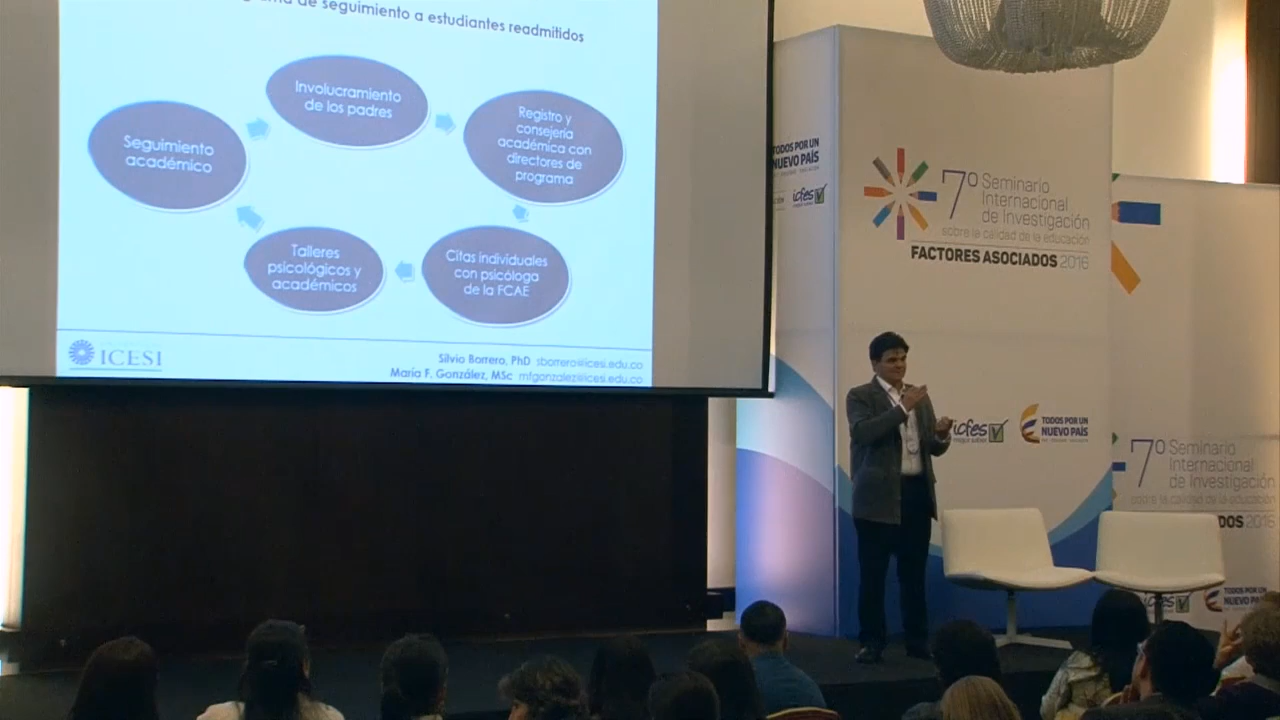 de seguimiento a estudiantes readmitidos
Involucramiento
de los padres
Registro y
consejería
académica con
directores de
programa
Seguimiento
académico
Talleres
psicológicos y
académicos
Citas individuales
con psicóloga
de la FCAE
ICESI
Silvio Borrero, PhD sborrero@icesi.edu.co
María F. González, MSc mfgonzalez@icesi.edu.co
TODOS POR UN
NUEVO PAÍS
icfes
7º Seminario
Internacional
de Investigación
sobre la calidad de la educación
FACTORES ASOCIADOS 2016
icfes
mejor saber
TODOS POR UN
NUEVO PAÍS
7º Seminario
Internacional
de Investigación
sobre la calidad de la educación
DOS 2016
TODOS POR UN
NUEVO PAÍS